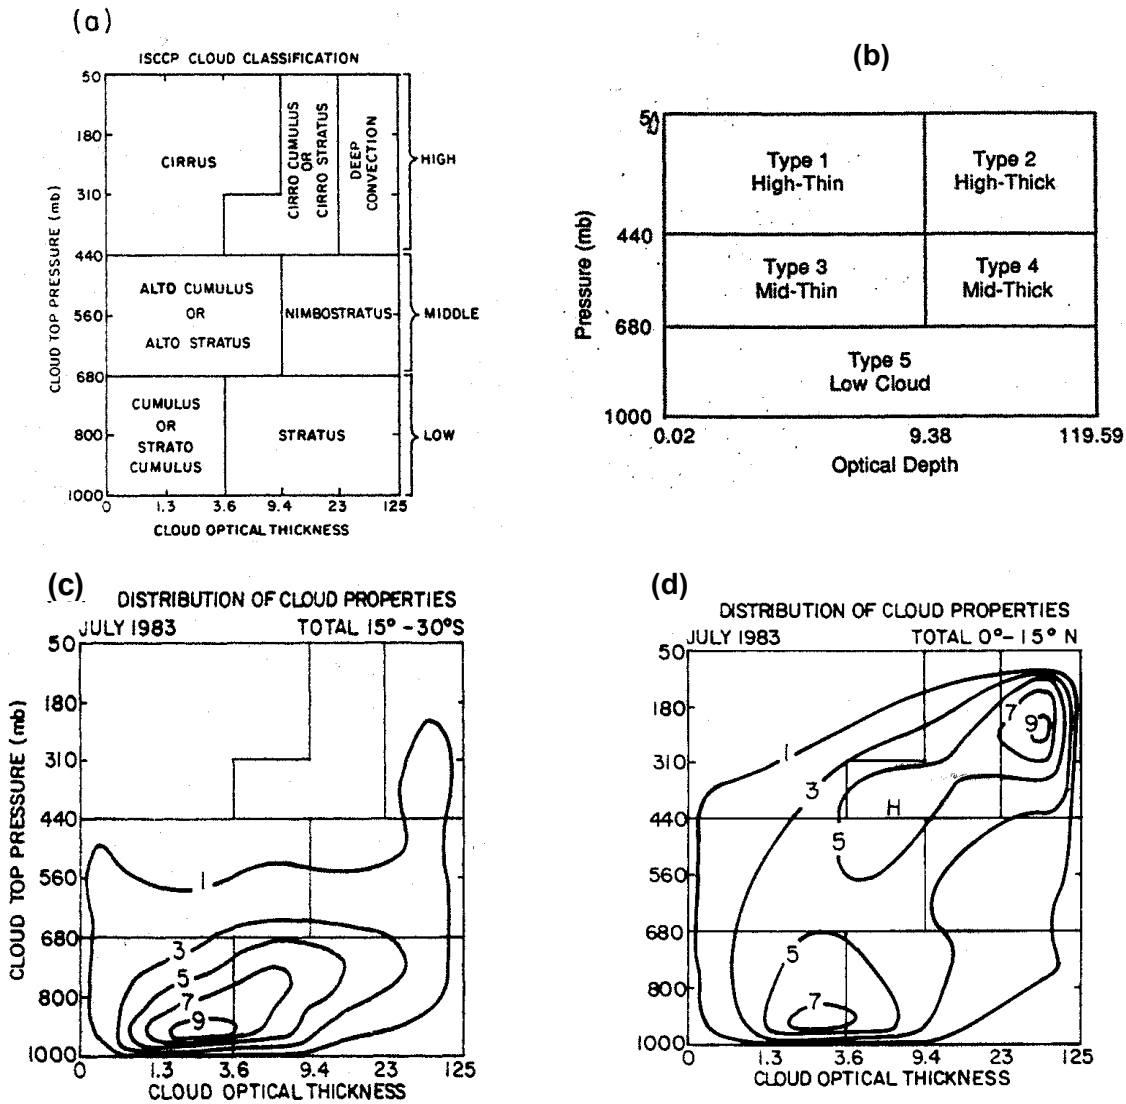 (a)
ISCCP CLOUD CLASSIFICATION
50
180
310
440
560
680
800
1000
CLOUD TOP PRESSURE (mb)
CIRRUS
CIRRO CUMULUS
OR
CIRRO STRATUS
DEEP
CONVECTION
HIGH
ALTO CUMULUS
OR
ALTO STRATUS
NIMBOSTRATUS
MIDDLE
CUMULUS
OR
STRATO
CUMULUS
STRATUS
LOW
0 1.3 3.6 9.4 23 125
CLOUD OPTICAL THICKNESS
(b)
Type 1
High-Thin
Type 2
High-Thick
440
Type 3
Mid-Thin
Type 4
Mid-Thick
680
Type 5
Low Cloud
1000
Pressure (mb)
0.02 9.38 119.59
Optical Depth
(c)
DISTRIBUTION OF CLOUD PROPERTIES
JULY 1983 TOTAL 15° -30°S
50
180
310
440
560
680
800
1000
CLOUD TOP PRESSURE (mb)
1
3
5
7
9
0 1.3 3.6 9.4 23 125
CLOUD OPTICAL THICKNESS
(d)
DISTRIBUTION OF CLOUD PROPERTIES
JULY 1983 TOTAL 0°-15° N
50
180
310
440
560
680
800
1000
1
3
5
H
7
9
5
7
0 1.3 3.6 9.4 23 125
CLOUD OPTICAL THICKNESS